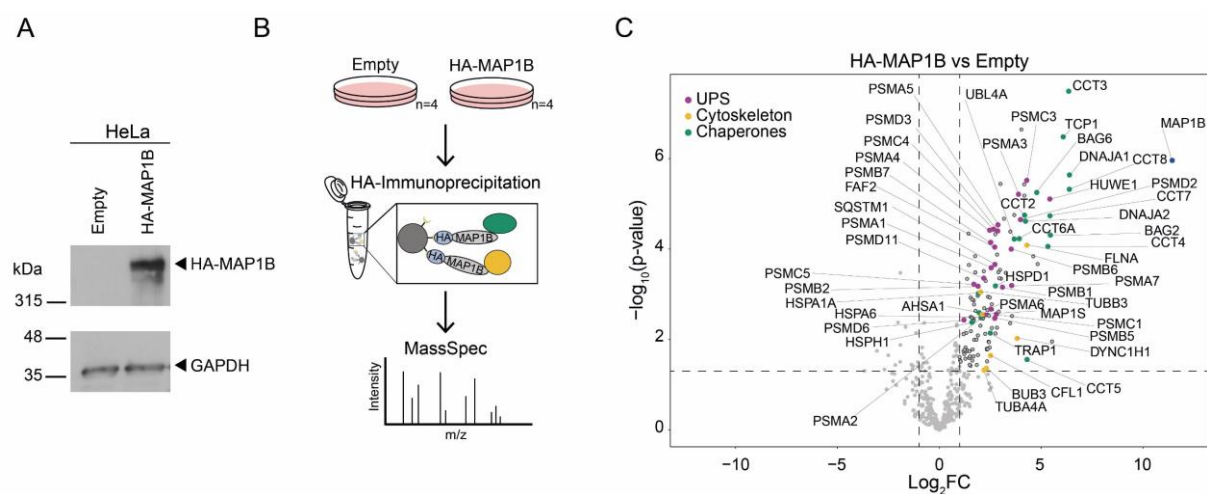 A
HeLa
Empty
HA-MAP1B
kDa
315
HA-MAP1B
48
35
GAPDH
B
Empty
HA-MAP1B
n=4
n=4
HA-Immunoprecipitation
HA MAP1B
HA MAP1B
MassSpec
Intensity
m/z
C
HA-MAP1B vs Empty
UPS
Cytoskeleton
Chaperones
PSMA5
UBL4A
CCT3
PSMD3
PSMC3
TCP1
MAP1B
PSMC4
PSMA3
BAG6
PSMA4
DNAJA1
CCT8
PSMB7
HUWE1
PSMD2
FAF2
CCT2
CCT7
SQSTM1
DNAJA2
PSMA1
CCT6A
BAG2
PSMD11
CCT4
FLNA
PSMC5
HSPD1
PSMB6
PSMB2
PSMA7
HSPA1A
AHSA1
PSMA6
PSMB1
TUBB3
HSPA6
MAP1S
PSMC1
PSMD6
PSMB5
HSPH1
TRAP1
DYNC1H1
PSMA2
BUB3
CFL1
CCT5
TUBA4A
−log10(p-value)
6
4
2
0
−10
−5
0
5
10
Log2FC